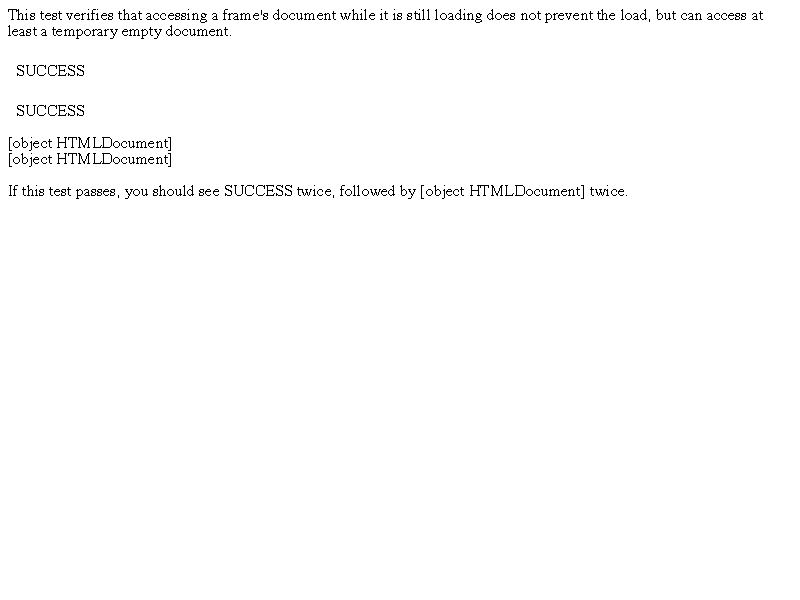 This test verifies that accessing a frame's document while it is still loading does not prevent the load, but can access at
least a temporary empty document.
SUCCESS
SUCCESS
[object HTMLDocument]
[object HTMLDocument]
If this test passes, you should see SUCCESS twice, followed by [object HTMLDocument] twice.